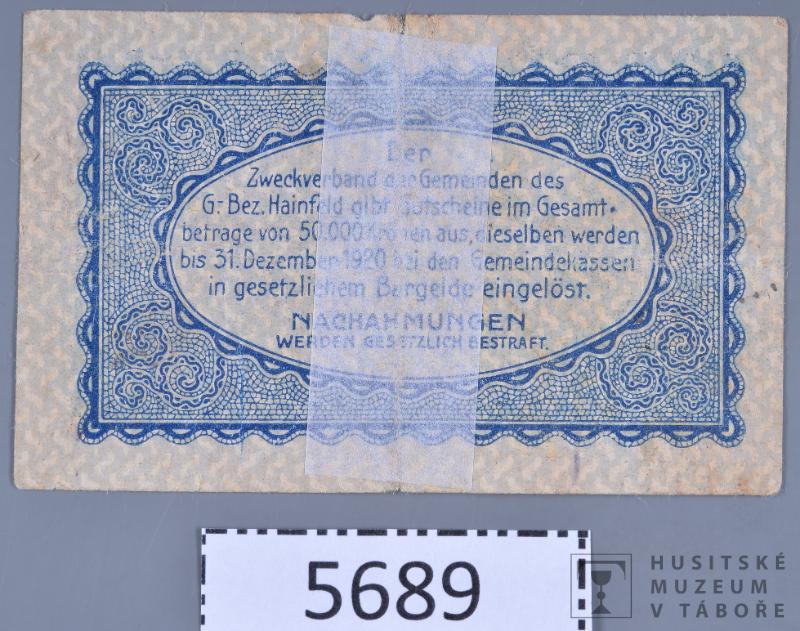 Der
Zweckverband der Gemeinden des
G.-Bez. Hainfeld gibt Gutscheine im Gesamt-
betrage von 50.000 Kronen aus, dieselben werden
bis 31. Dezember 1920 bei den Gemeindekassen
in gesetzlichem Bargelde eingelöst.
NACHAHMUNGEN
WERDEN GESETZLICH BESTRAFT.
5689
HUSITSKÉ
MUZEUM
V TÁBOŘE